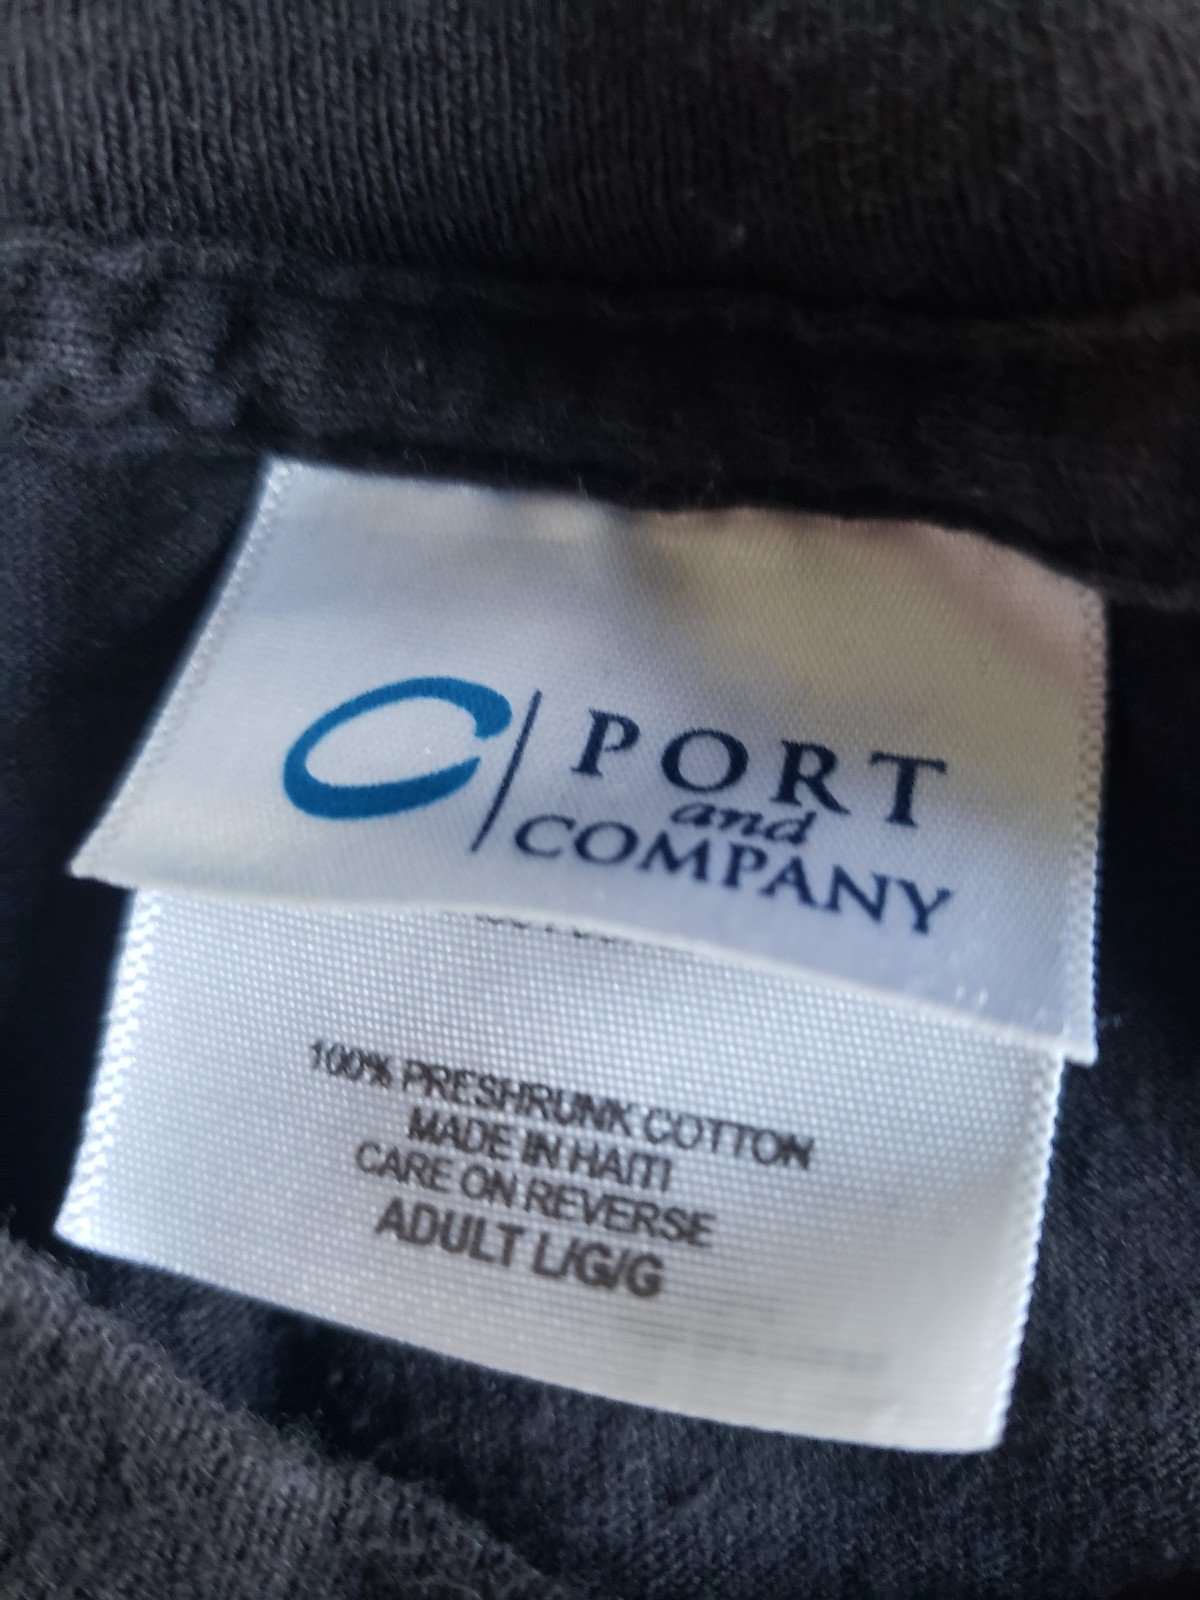 PORT
and
COMPANY
100% PRESHRUNK COTTON
MADE IN HAITI
CARE ON REVERSE
ADULT L/G/G